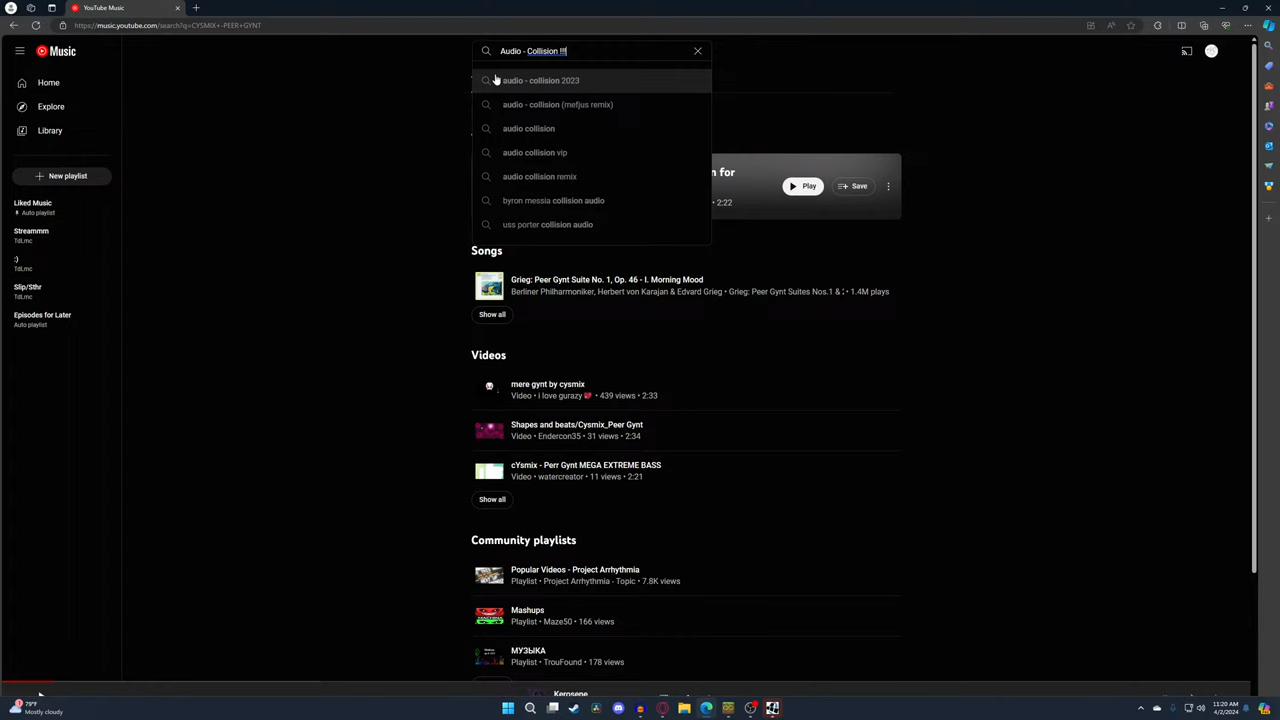 YouTube Music
https://music.youtube.com/search?q=CYSMIX+-PEER+GYNT
Music
Audio - Collision !!!
Home
Explore
Library
New playlist
Liked Music
Auto playlist
Streammm
TdLmc
:)
TdLmc
Slip/Sthr
TdLmc
Episodes for Later
Auto playlist
audio - collision 2023
audio - collision (mefjus remix)
audio collision
audio collision vip
audio collision remix
byron messia collision audio
uss porter collision audio
n for
2:22
Play
Save
Songs
Grieg: Peer Gynt Suite No. 1, Op. 46 - I. Morning Mood
Berliner Philharmoniker, Herbert von Karajan & Edvard Grieg • Grieg: Peer Gynt Suites Nos.1 & • 1.4M plays
Show all
Videos
mere gynt by cysmix
Video • i love gurazy💘 • 439 views • 2:33
Shapes and beats/Cysmix_Peer Gynt
Video • Endercon35 • 31 views • 2:34
cYsmix - Perr Gynt MEGA EXTREME BASS
Video • watercreator • 11 views • 2:21
Show all
Community playlists
Popular Videos - Project Arrhythmia
Playlist • Project Arrhythmia - Topic • 7.8K views
Mashups
Playlist • Maze50 • 166 views
МУЗЫКА
Playlist • TrouFound • 178 views
Kerosene
79°F
Mostly cloudy
11:20 AM
4/2/2024